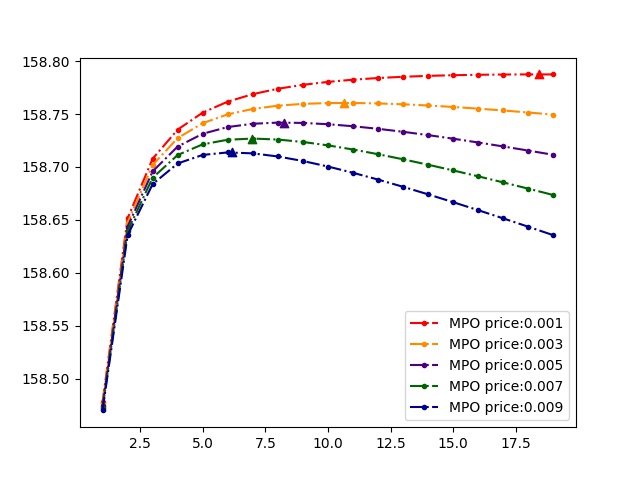 158.80
158.75
158.70
158.65
158.60
158.55
158.50
2.5 5.0 7.5 10.0 12.5 15.0 17.5
MPO price:0.001
MPO price:0.003
MPO price:0.005
MPO price:0.007
MPO price:0.009